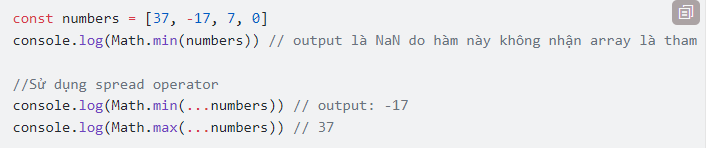 const numbers = [37, -17, 7, 0]
console.log(Math.min(numbers)) // output là NaN do hàm này không nhận array là tham
//Sử dụng spread operator
console.log(Math.min(...numbers)) // output: -17
console.log(Math.max(...numbers)) // 37